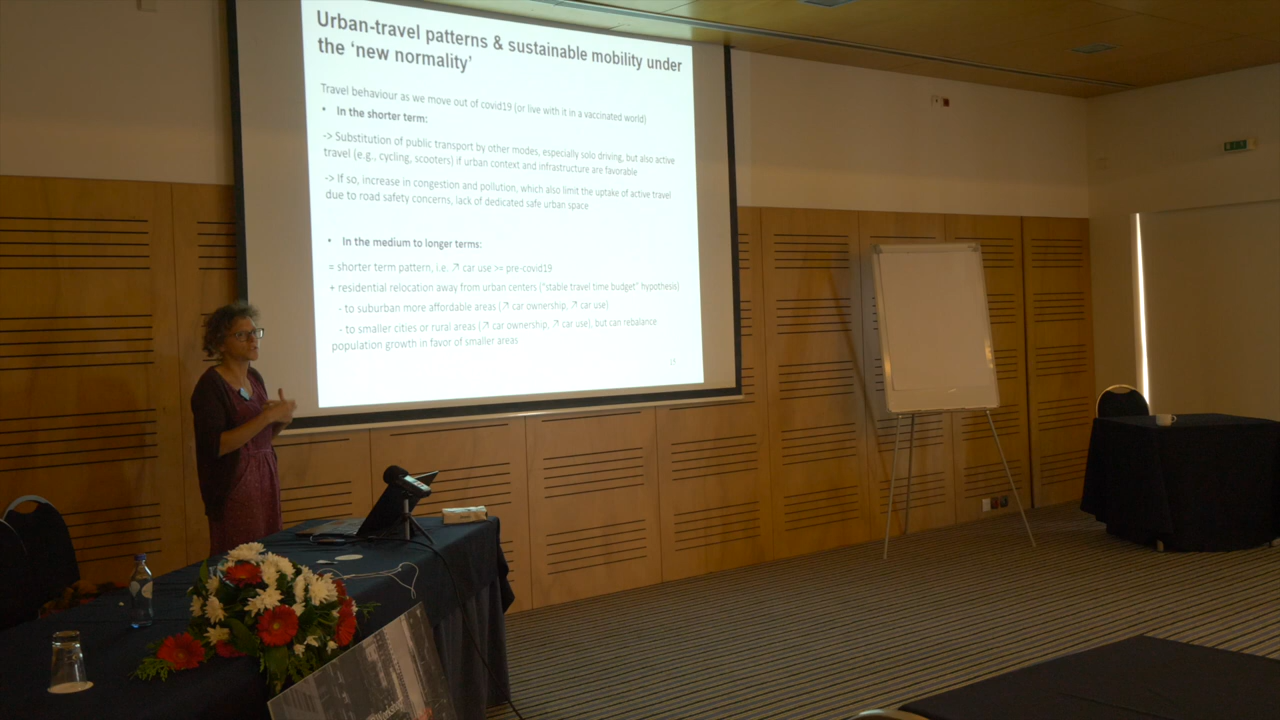 Urban-travel patterns & sustainable mobility under
the ‘new normality’
Travel behaviour as we move out of covid19 (or live with it in a vaccinated world)
• In the shorter term:
-> Substitution of public transport by other modes, especially solo driving, but also active
travel (e.g., cycling, scooters) if urban context and infrastructure are favorable
-> If so, increase in congestion and pollution, which also limit the uptake of active travel
due to road safety concerns, lack of dedicated safe urban space
• In the medium to longer terms:
= shorter term pattern, i.e. ↗ car use >= pre-covid19
+ residential relocation away from urban centers (“stable travel time budget” hypothesis)
- to suburban more affordable areas (↗ car ownership, ↗ car use)
- to smaller cities or rural areas (↗ car ownership, ↗ car use), but can rebalance
population growth in favor of smaller areas